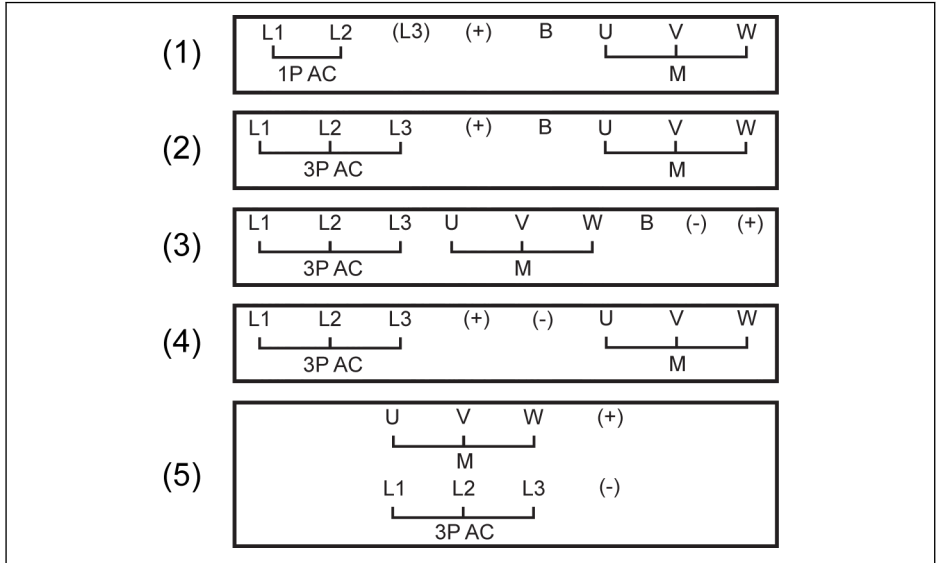 (1) L1 L2 (L3) (+) B U V W
1P AC M
(2) L1 L2 L3 (+) B U V W
3P AC M
(3) L1 L2 L3 U V W B (-) (+)
3P AC M
(4) L1 L2 L3 (+) (-) U V W
3P AC M
(5) U V W (+)
M
L1 L2 L3 (-)
3P AC